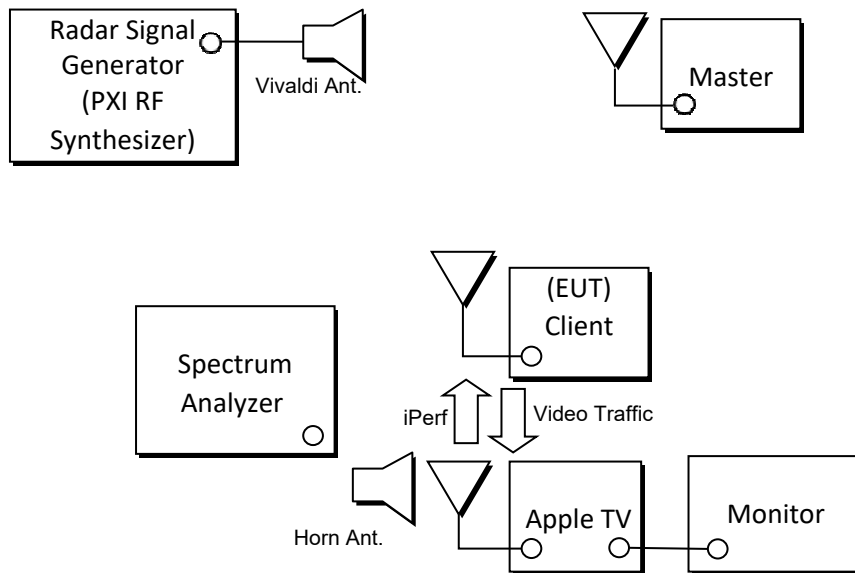 Radar Signal
Generator
(PXI RF
Synthesizer)
Vivaldi Ant.
Master
(EUT)
Client
Spectrum
Analyzer
iPerf
Video Traffic
Horn Ant.
Apple TV
Monitor